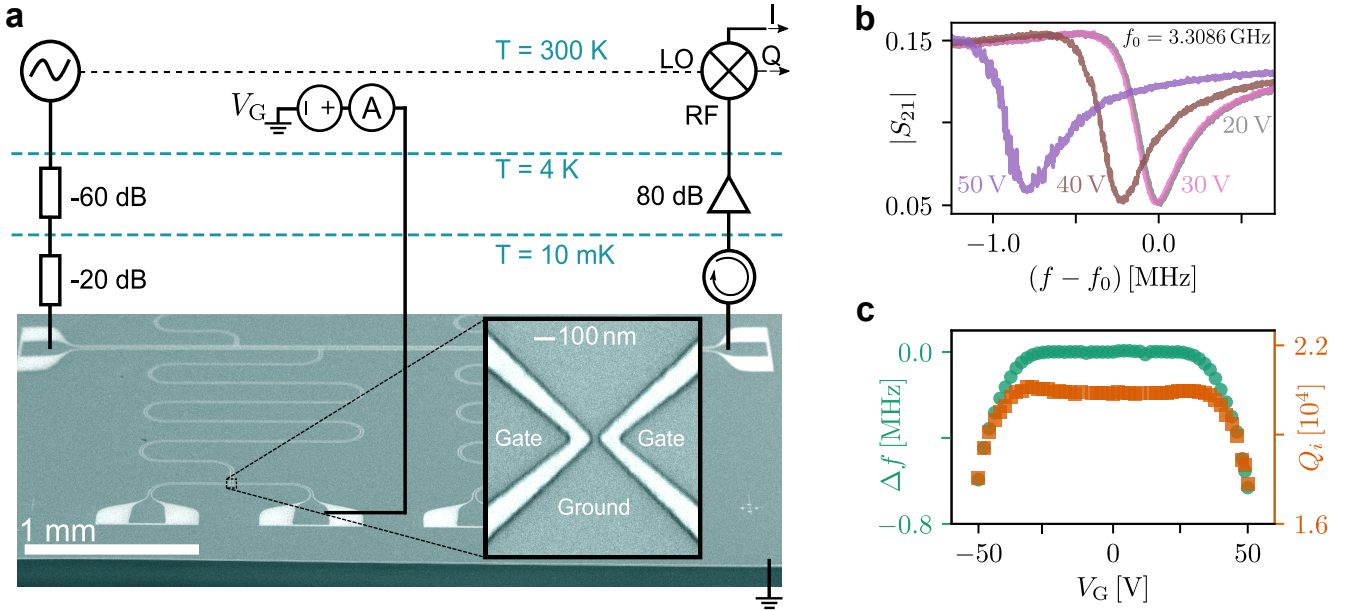 a
T = 300 K
LO
I
Q
RF
V_G
+
A
T = 4 K
-60 dB
80 dB
T = 10 mK
-20 dB
100 nm
Gate
Gate
Ground
1 mm
b
f_0 = 3.3086 GHz
0.15
|S_21|
0.05
20 V
50 V
40 V
30 V
−1.0
0.0
(f − f_0) [MHz]
c
0.0
Δf [MHz]
−0.8
2.2
Q_i [10^4]
1.6
−50
0
50
V_G [V]